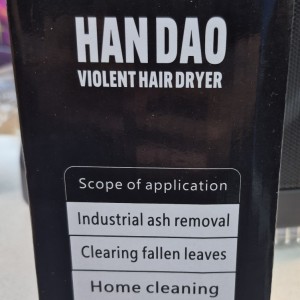 HAN DAO
VIOLENT HAIR DRYER
Scope of application
Industrial ash removal
Clearing fallen leaves
Home cleaning